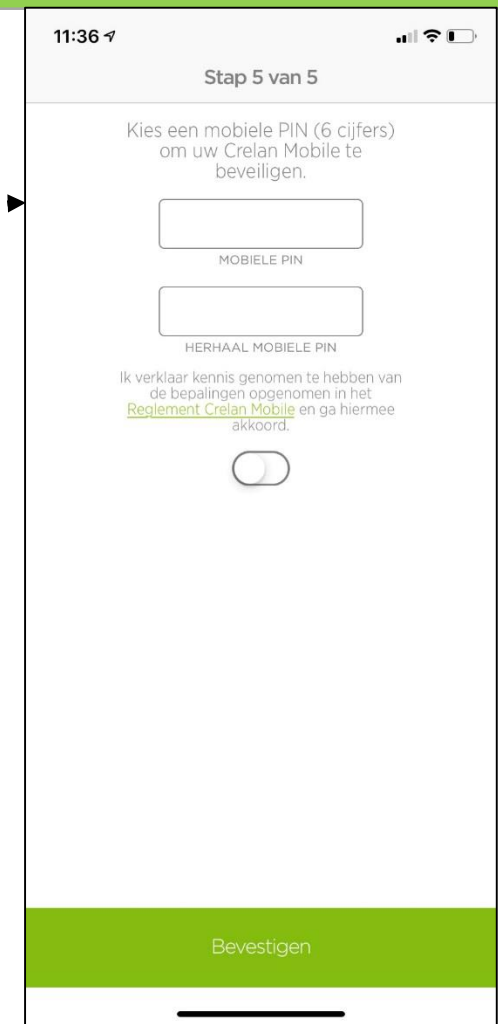 11:36
Stap 5 van 5
Kies een mobiele PIN (6 cijfers)
om uw Crelan Mobile te
beveiligen.
MOBIELE PIN
HERHAAL MOBIELE PIN
Ik verklaar kennis genomen te hebben van
de bepalingen opgenomen in het
Reglement Crelan Mobile en ga hiermee
akkoord.
Bevestigen